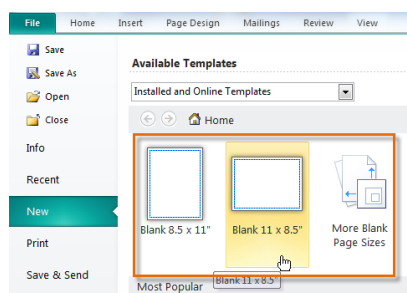 File Home Insert Page Design Mailings Review View
Save
Save As
Open
Close
Info
Recent
New
Print
Save & Send
Available Templates
Installed and Online Templates
Home
Blank 8.5 x 11"
Blank 11 x 8.5"
More Blank
Page Sizes
Blank 11 x 8.5"
Most Popular